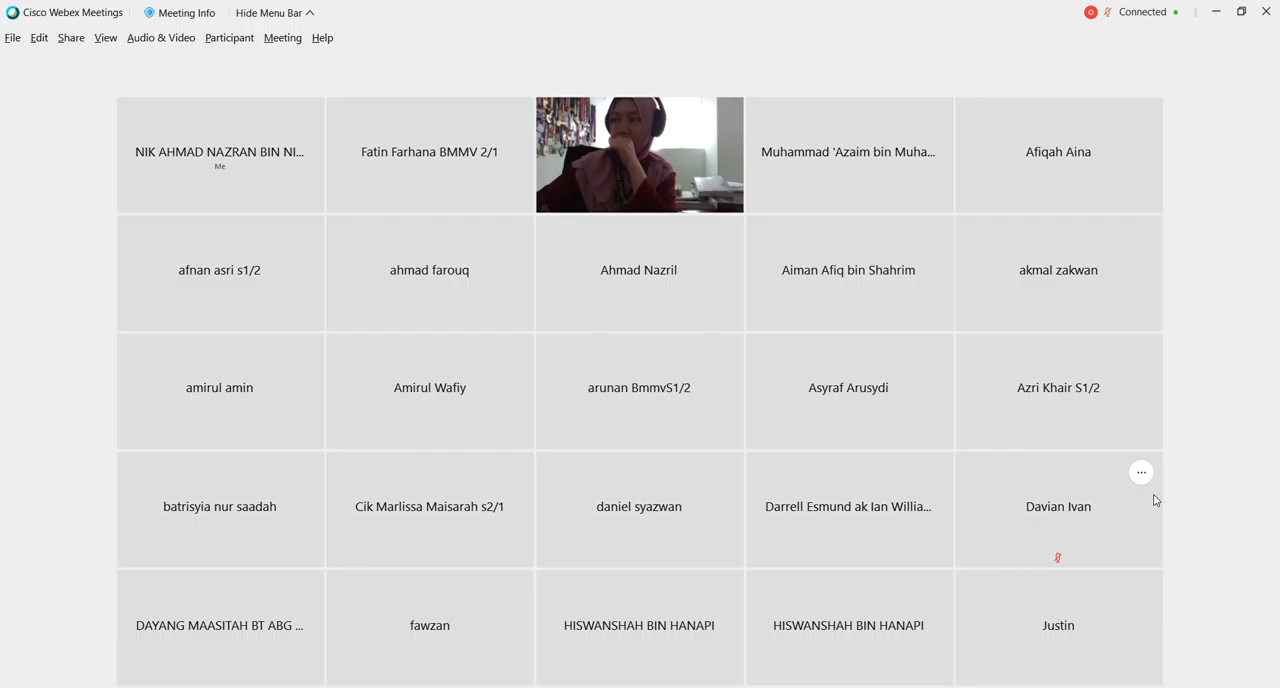 Cisco Webex Meetings Meeting Info Hide Menu Bar Connected
File Edit Share View Audio & Video Participant Meeting Help
NIK AHMAD NAZRAN BIN NI... Fatin Farhana BMMV 2/1 Muhammad 'Azaim bin Muha... Afiqah Aina
Me
afnan asri s1/2 ahmad farouq Ahmad Nazril Aiman Afiq bin Shahrim akmal zakwan
amirul amin Amirul Wafiy arunan BmmvS1/2 Asyraf Arusydi Azri Khair S1/2
batrisyia nur saadah Cik Marlissa Maisarah s2/1 daniel syazwan Darrell Esmund ak Ian Willia... Davian Ivan
DAYANG MAASITAH BT ABG ... fawzan HISWANSHAH BIN HANAPI HISWANSHAH BIN HANAPI Justin